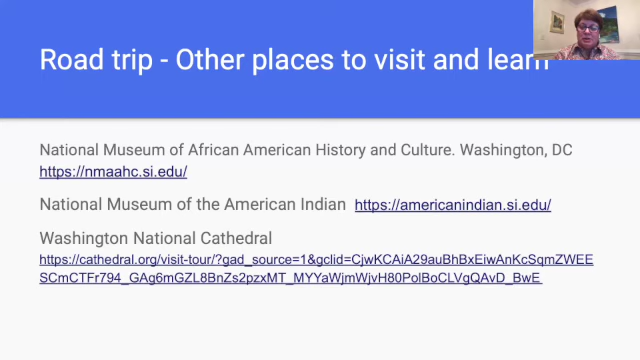 Road trip - Other places to visit and learn
National Museum of African American History and Culture. Washington, DC
https://nmaahc.si.edu/
National Museum of the American Indian https://americanindian.si.edu/
Washington National Cathedral
https://cathedral.org/visit-tour/?gad_source=1&gclid=CjwKCAiA29auBhBxEiwAnKcSqmZWEE
SCmCTFr794_GAg6mGZL8BnZs2pzxMT_MYYaWjmWjvH80PolBoCLVgQAvD_BwE